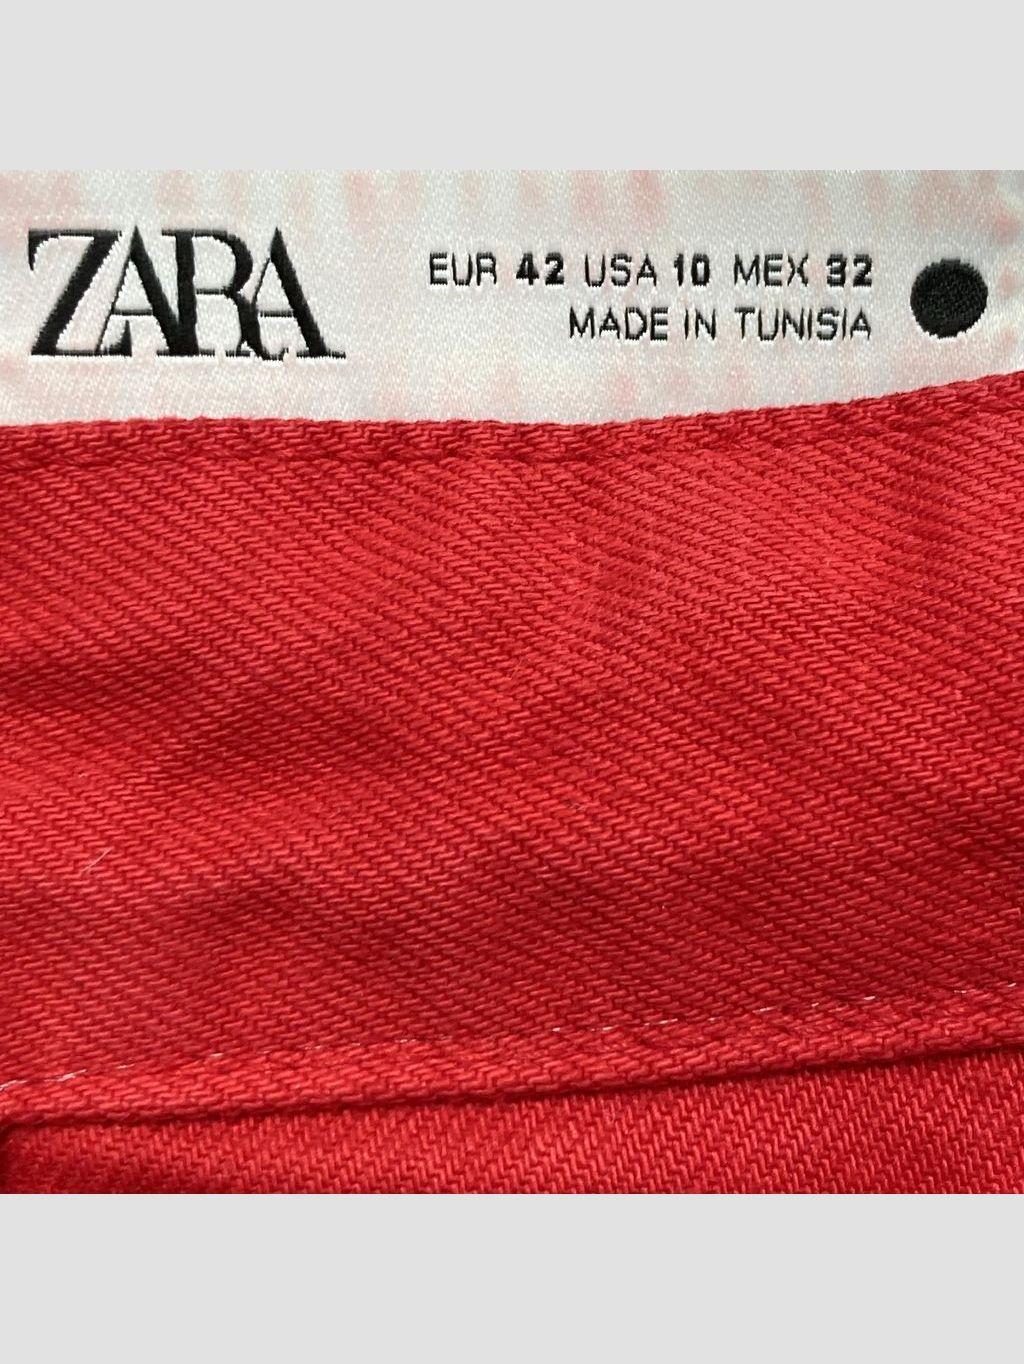 ZARA
EUR 42 USA 10 MEX 32
MADE IN TUNISIA